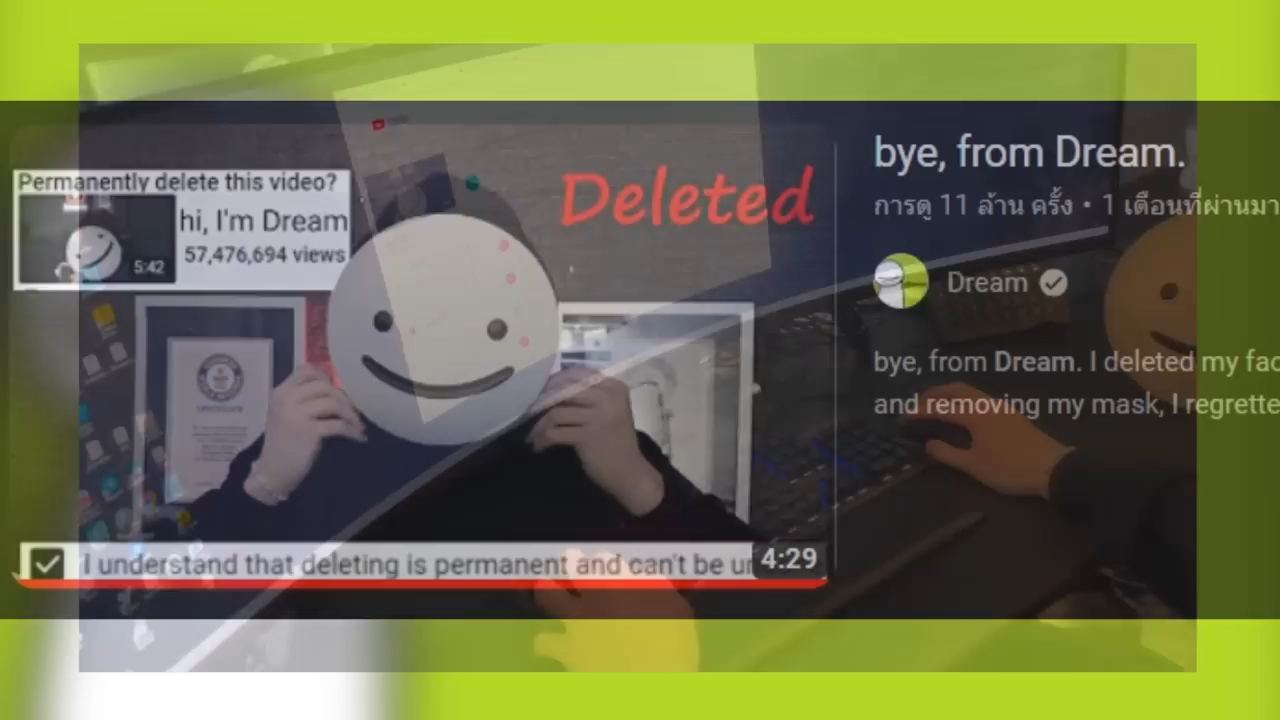 Permanently delete this video?
hi, I'm Dream
57,476,694 views
5:42
Deleted
I understand that deleting is permanent and can't be
4:29
bye, from Dream.
การดู 11 ล้าน ครั้ง • 1 เดือนที่ผ่านมา
Dream
bye, from Dream. I deleted my
and removing my mask, I